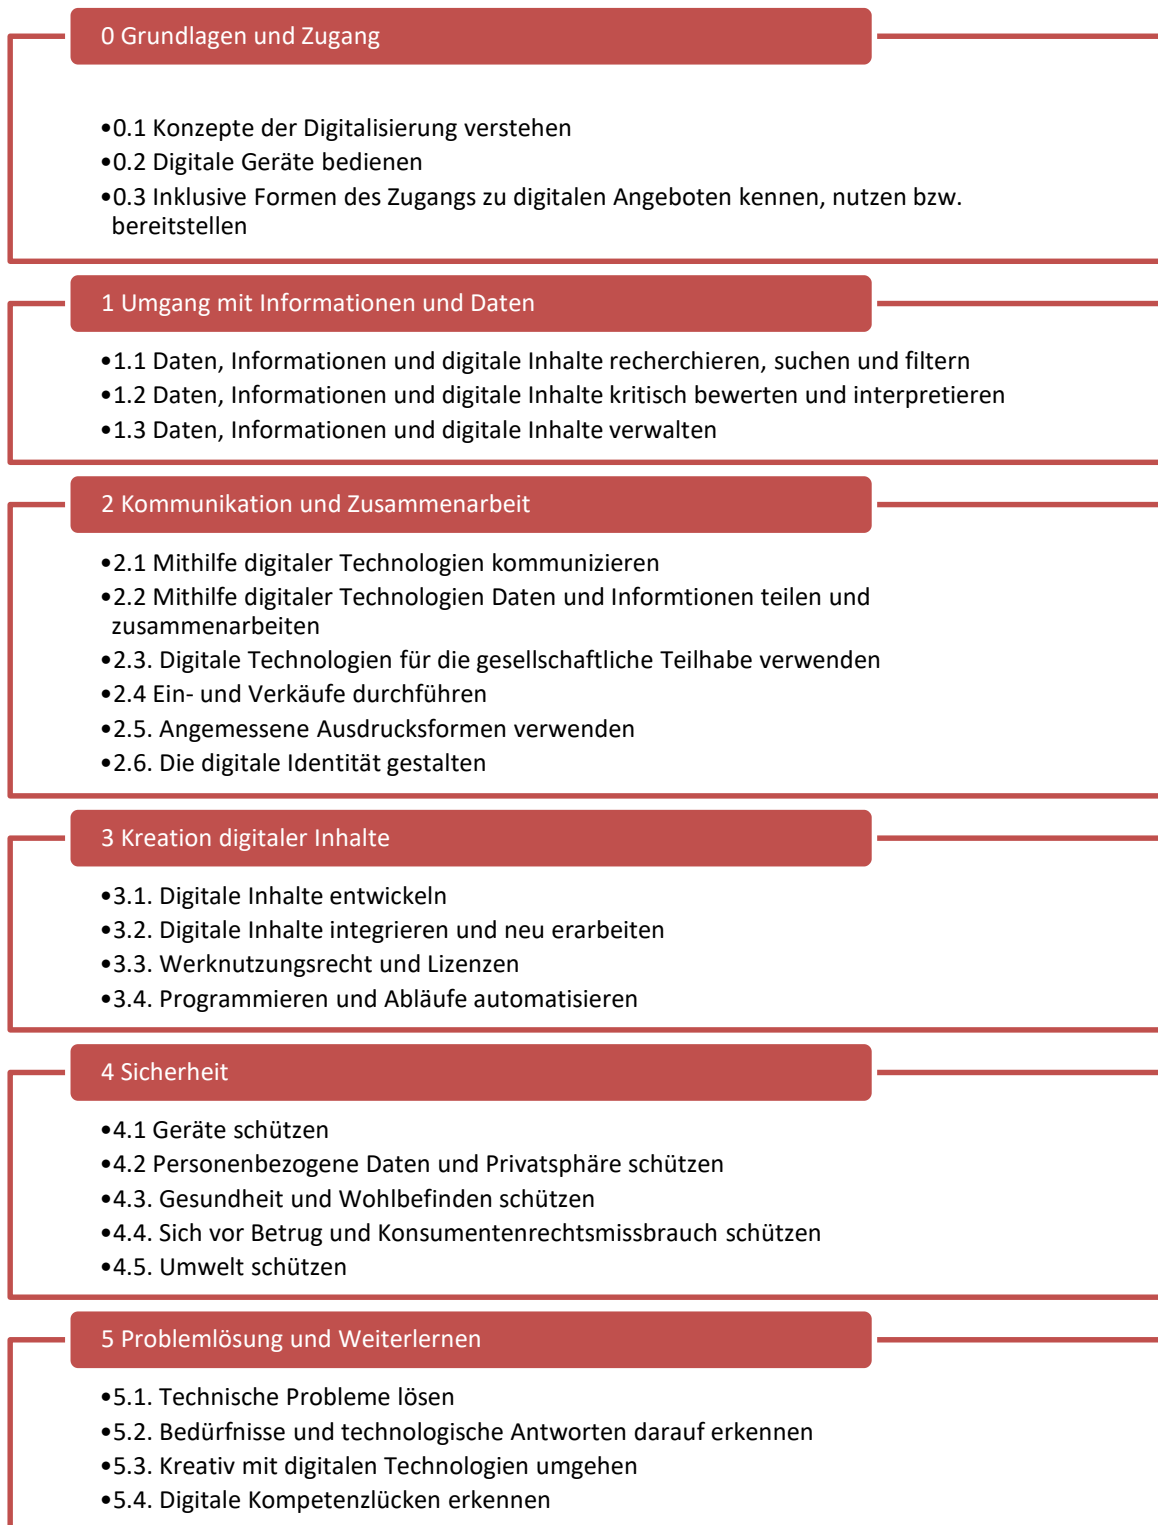 0 Grundlagen und Zugang
•0.1 Konzepte der Digitalisierung verstehen
•0.2 Digitale Geräte bedienen
•0.3 Inklusive Formen des Zugangs zu digitalen Angeboten kennen, nutzen bzw.
bereitstellen
1 Umgang mit Informationen und Daten
•1.1 Daten, Informationen und digitale Inhalte recherchieren, suchen und filtern
•1.2 Daten, Informationen und digitale Inhalte kritisch bewerten und interpretieren
•1.3 Daten, Informationen und digitale Inhalte verwalten
2 Kommunikation und Zusammenarbeit
•2.1 Mithilfe digitaler Technologien kommunizieren
•2.2 Mithilfe digitaler Technologien Daten und Informtionen teilen und
zusammenarbeiten
•2.3. Digitale Technologien für die gesellschaftliche Teilhabe verwenden
•2.4 Ein- und Verkäufe durchführen
•2.5. Angemessene Ausdrucksformen verwenden
•2.6. Die digitale Identität gestalten
3 Kreation digitaler Inhalte
•3.1. Digitale Inhalte entwickeln
•3.2. Digitale Inhalte integrieren und neu erarbeiten
•3.3. Werknutzungsrecht und Lizenzen
•3.4. Programmieren und Abläufe automatisieren
4 Sicherheit
•4.1 Geräte schützen
•4.2 Personenbezogene Daten und Privatsphäre schützen
•4.3. Gesundheit und Wohlbefinden schützen
•4.4. Sich vor Betrug und Konsumentenrechtsmissbrauch schützen
•4.5. Umwelt schützen
5 Problemlösung und Weiterlernen
•5.1. Technische Probleme lösen
•5.2. Bedürfnisse und technologische Antworten darauf erkennen
•5.3. Kreativ mit digitalen Technologien umgehen
•5.4. Digitale Kompetenzlücken erkennen